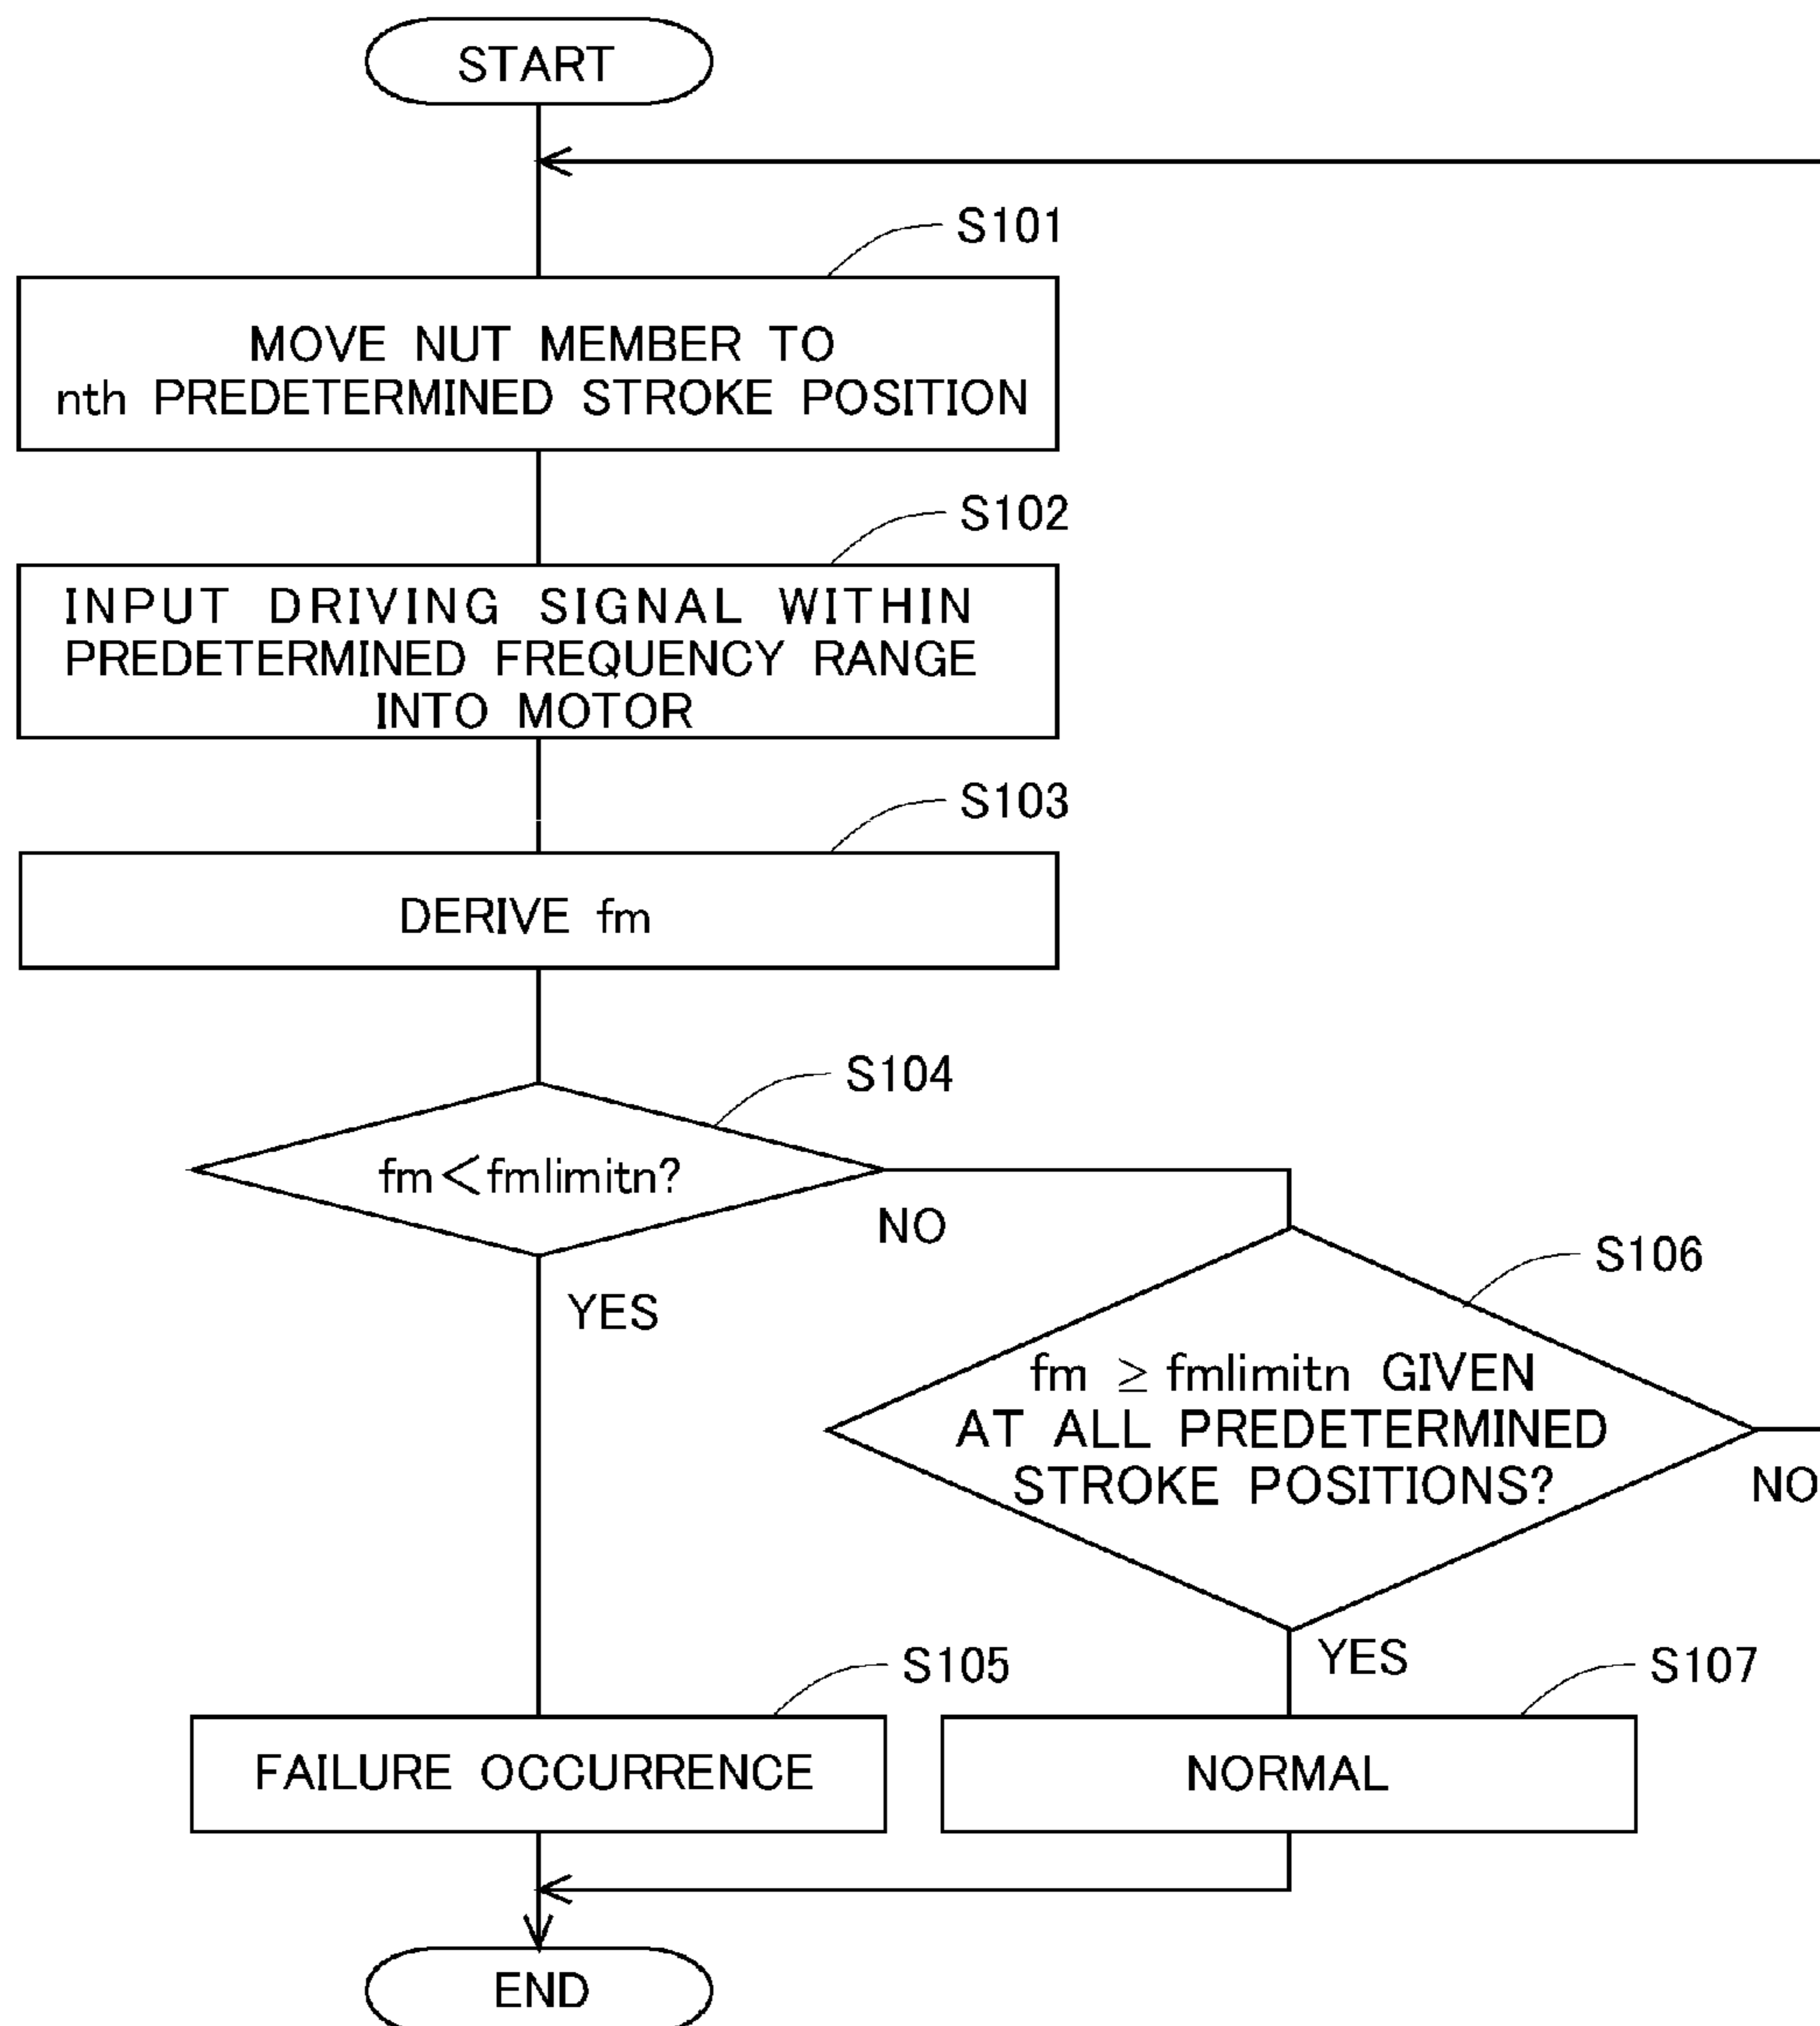 START
S101
MOVE NUT MEMBER TO
nth PREDETERMINED STROKE POSITION
S102
INPUT DRIVING SIGNAL WITHIN
PREDETERMINED FREQUENCY RANGE
INTO MOTOR
S103
DERIVE fm
S104
fm<fmlimitn?
NO
YES
S106
fm ≥ fmlimitn GIVEN
AT ALL PREDETERMINED
STROKE POSITIONS?
NO
YES
S105
FAILURE OCCURRENCE
S107
NORMAL
END